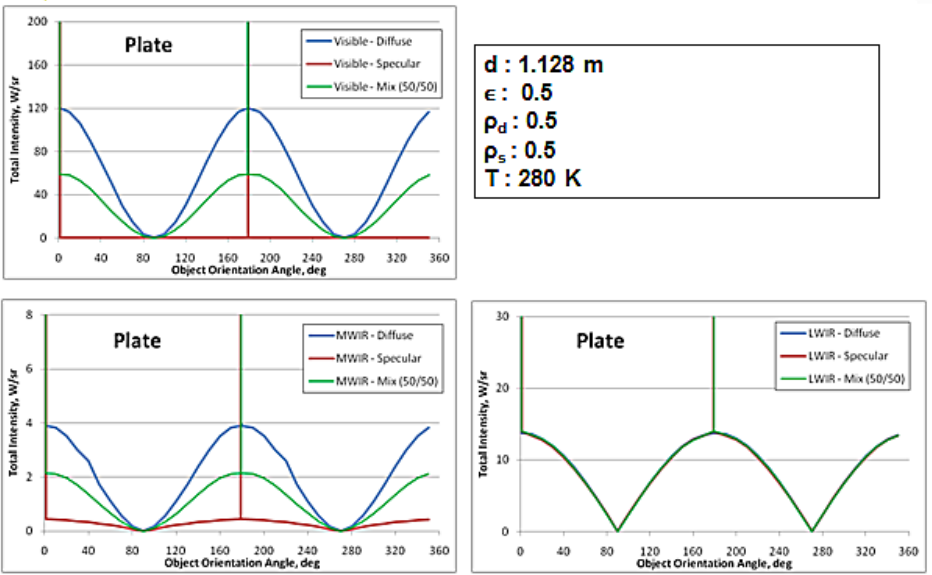 Plate
Visible - Diffuse
Visible - Specular
Visible - Mix (50/50)
Total Intensity, W/sr
200
160
120
80
40
0
0 40 80 120 160 200 240 280 320 360
Object Orientation Angle, deg
d : 1.128 m
ϵ : 0.5
ρd : 0.5
ρs : 0.5
T : 280 K
Plate
MWIR - Diffuse
MWIR - Specular
MWIR - Mix (50/50)
Total Intensity, W/sr
8
6
4
2
0
0 40 80 120 160 200 240 280 320 360
Object Orientation Angle, deg
Plate
LWIR - Diffuse
LWIR - Specular
LWIR - Mix (50/50)
Total Intensity, W/sr
30
20
10
0
0 40 80 120 160 200 240 280 320 360
Object Orientation Angle, deg